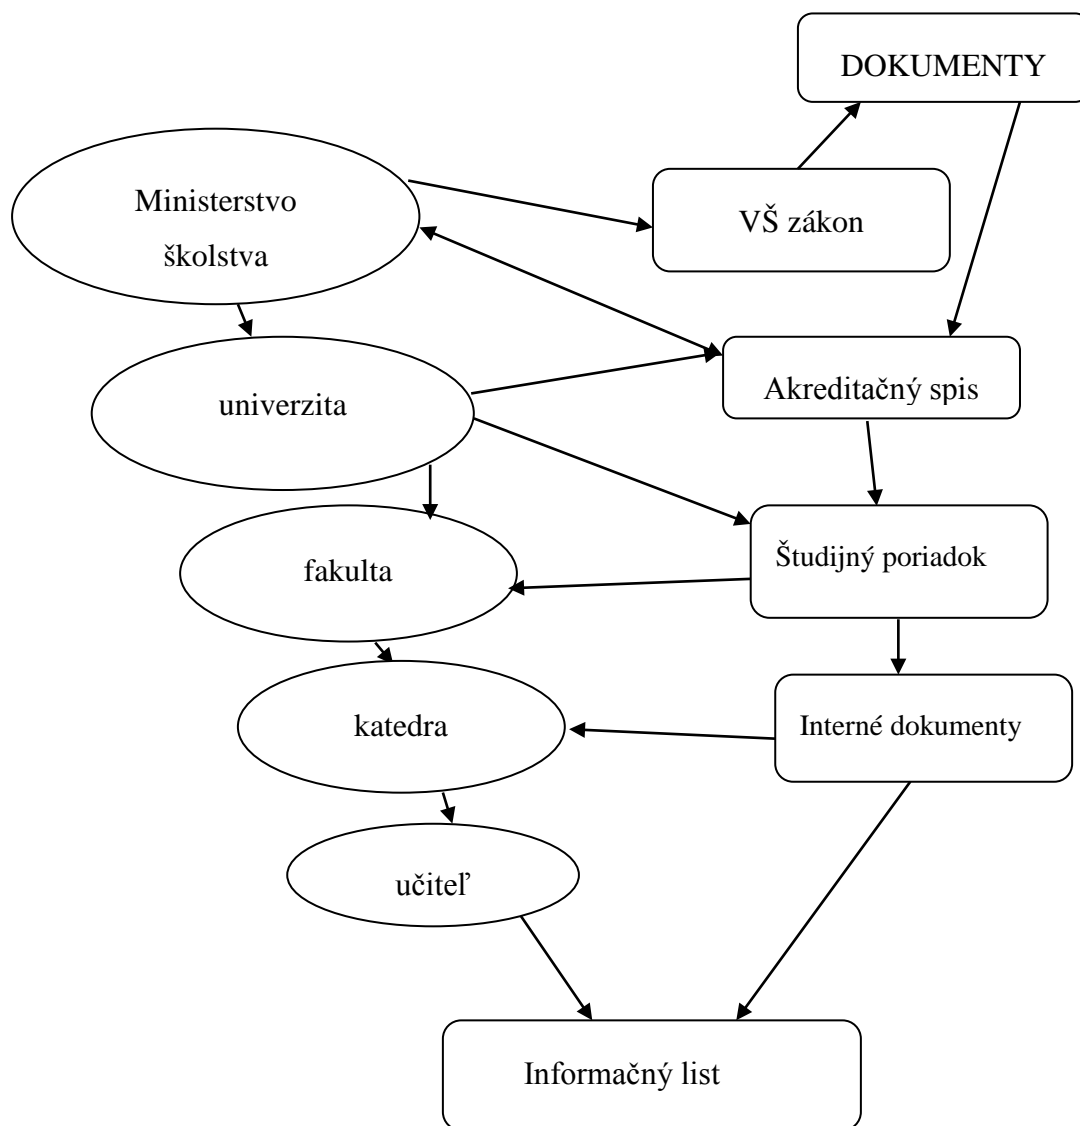 DOKUMENTY
Ministerstvo
školstva
VŠ zákon
univerzita
Akreditačný spis
Študijný poriadok
fakulta
katedra
Interné dokumenty
učiteľ
Informačný list